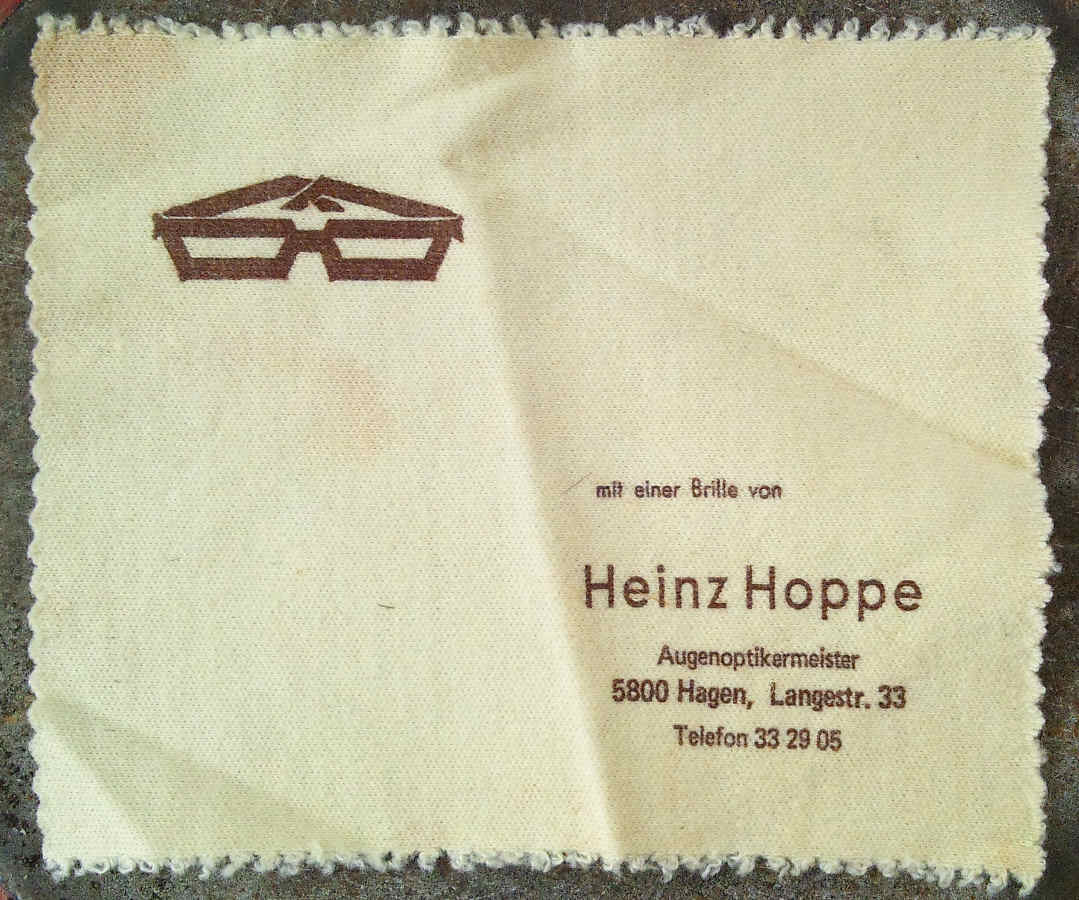 mit einer Brille von
Heinz Hoppe
Augenoptikermeister
5800 Hagen, Langestr. 33
Telefon 33 29 05